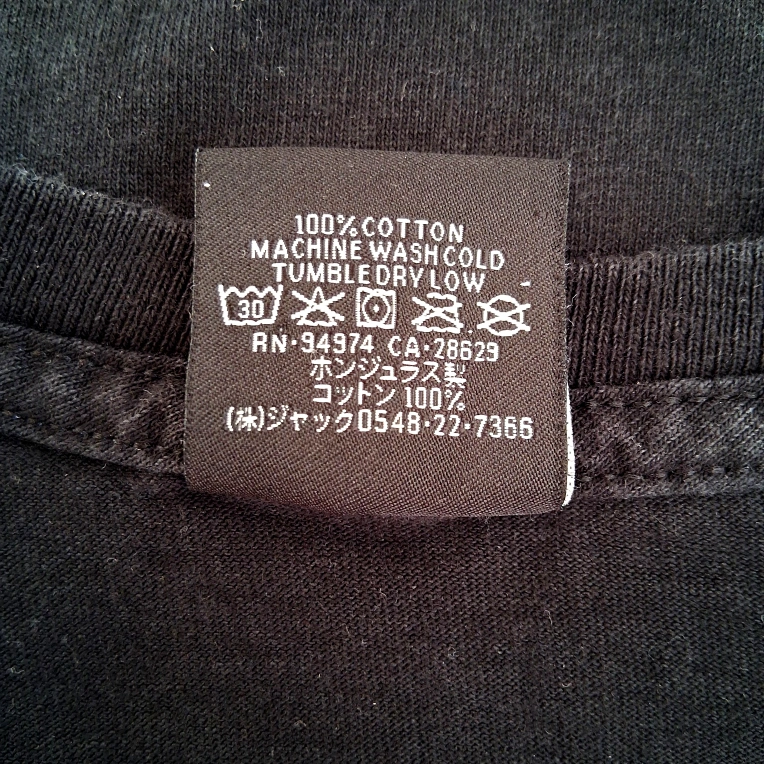 100% COTTON
MACHINE WASH COLD
TUMBLE DRY LOW
30
RN·94974 CA·28629
ホンジュラス製
コットン 100%
(株)ジャック0548·22·7366